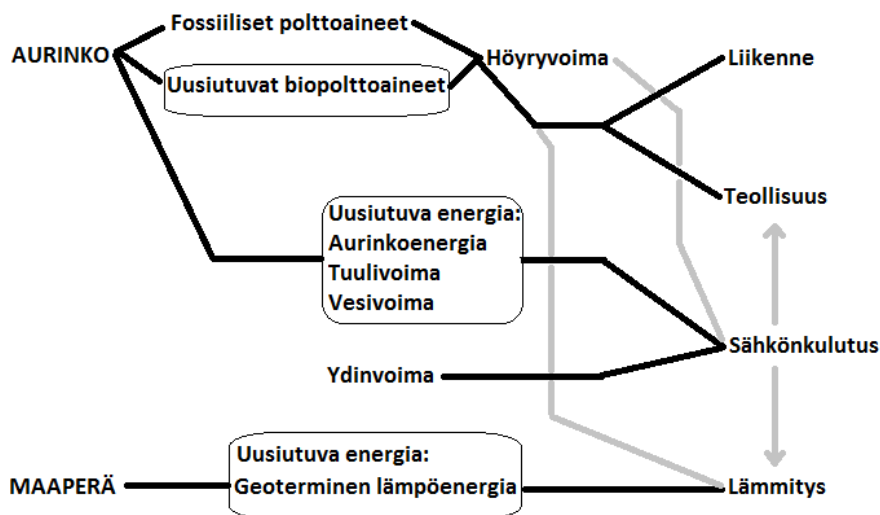 Fossiiliset polttoaineet
AURINKO
Höyryvoima
Liikenne
Uusiutuvat biopolttoaineet
Teollisuus
Uusiutuva energia:
Aurinkoenergia
Tuulivoima
Vesivoima
Sähkönkulutus
Ydinvoima
Uusiutuva energia:
MAAPERÄ
Geoterminen lämpöenergia
Lämmitys